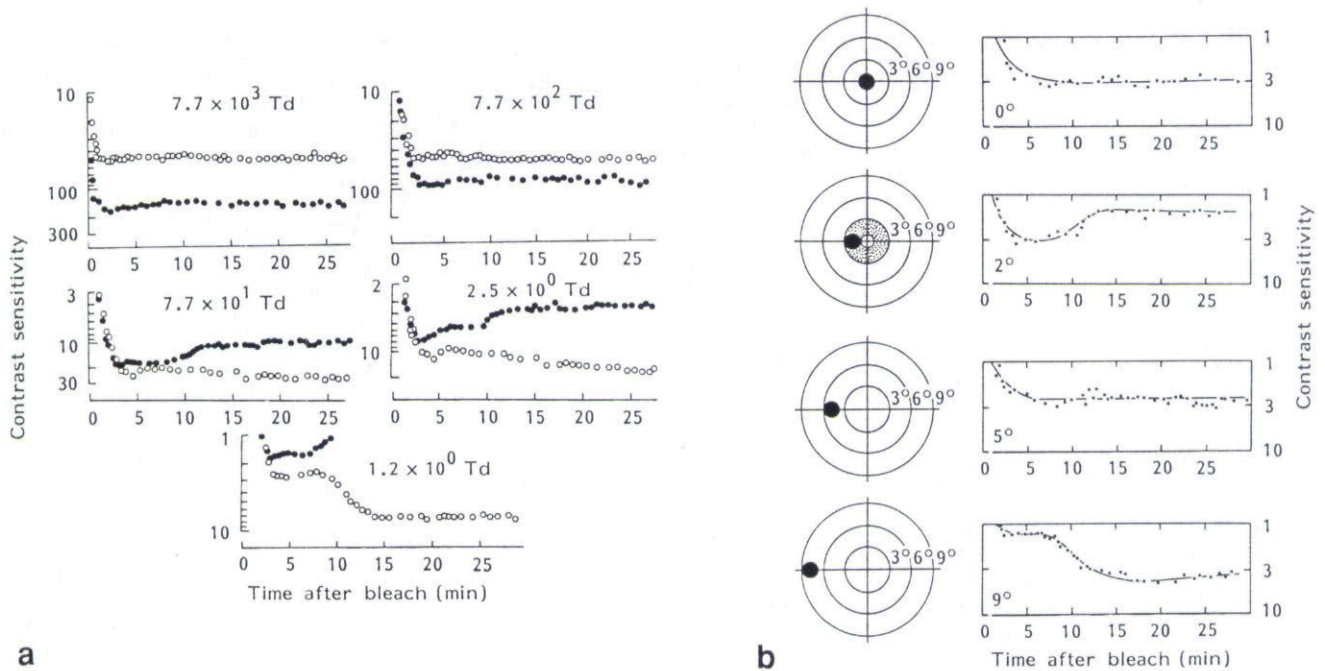 Contrast sensitivity
7.7 × 10³ Td
10
100
300
0 5 10 15 20 25
7.7 × 10² Td
10
100
0 5 10 15 20 25
7.7 × 10¹ Td
3
10
20
30
0 5 10 15 20 25
2.5 × 10⁰ Td
2
10
0 5 10 15 20 25
1.2 × 10⁰ Td
1
10
0 5 10 15 20 25
Time after bleach (min)
a
3° 6° 9°
0°
1
3
10
0 5 10 15 20 25
3° 6° 9°
2°
1
3
10
0 5 10 15 20 25
3° 6° 9°
5°
1
3
10
0 5 10 15 20 25
3° 6° 9°
9°
1
3
10
0 5 10 15 20 25
Time after bleach (min)
Contrast sensitivity
b